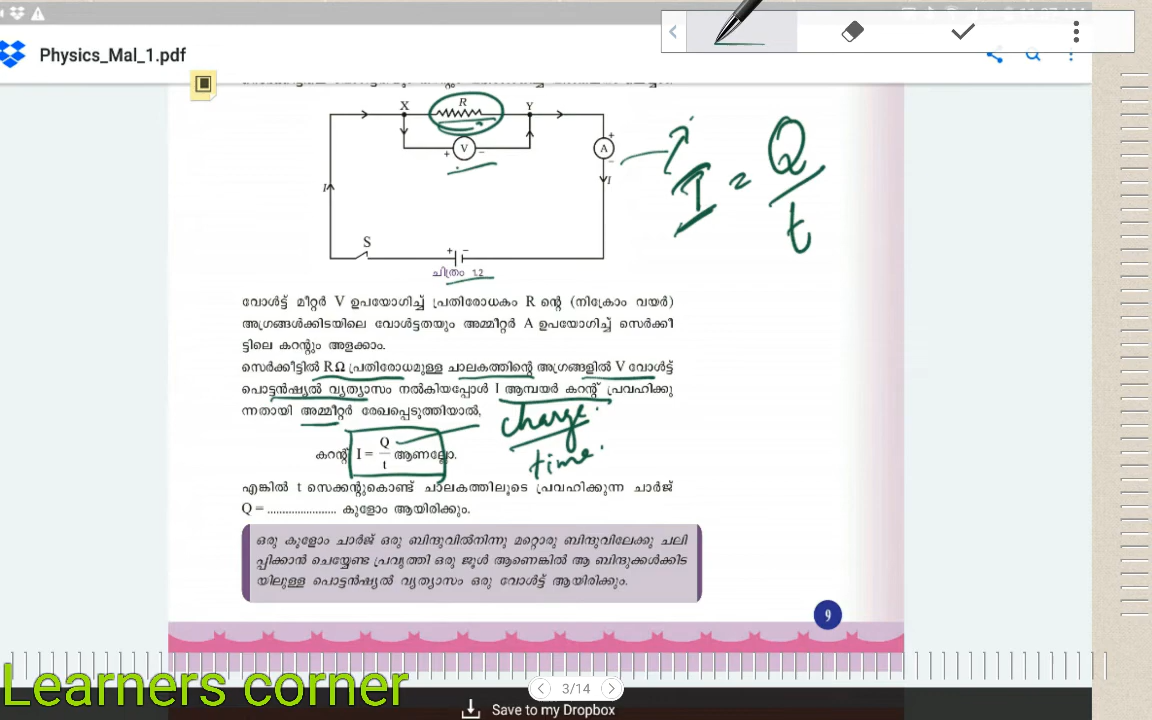 Physics_Mal_1.pdf
X R Y
+ V −
+
A
−
I
I
S
+ −
ചിത്രം 1.2
I = Q
t
വോൾട്ട് മീറ്റർ V ഉപയോഗിച്ച് പ്രതിരോധകം R ന്റെ (നിക്രോം വയർ)
അഗ്രങ്ങൾക്കിടയിലെ വോൾട്ടതയും അമ്മീറ്റർ A ഉപയോഗിച്ച് സെർക്കീ
ട്ടിലെ കറന്റും അളക്കാം.
സെർക്കീട്ടിൽ RΩ പ്രതിരോധമുള്ള ചാലകത്തിന്റെ അഗ്രങ്ങളിൽ V വോൾട്ട്
പൊട്ടൻഷ്യൽ വ്യത്യാസം നൽകിയപ്പോൾ I ആമ്പയർ കറന്റ് പ്രവഹിക്കു
ന്നതായി അമ്മീറ്റർ രേഖപ്പെടുത്തിയാൽ,
charge
time
കറന്റ് I = Q
t
ആണല്ലോ.
എങ്കിൽ t സെക്കന്റുകൊണ്ട് ചാലകത്തിലൂടെ പ്രവഹിക്കുന്ന ചാർജ്
Q = ...................... കൂളോം ആയിരിക്കും.
ഒരു കൂളോം ചാർജ് ഒരു ബിന്ദുവിൽനിന്നു മറ്റൊരു ബിന്ദുവിലേക്കു ചലി
പ്പിക്കാൻ ചെയ്യേണ്ട പ്രവൃത്തി ഒരു ജൂൾ ആണെങ്കിൽ ആ ബിന്ദുക്കൾക്കിട
യിലുള്ള പൊട്ടൻഷ്യൽ വ്യത്യാസം ഒരു വോൾട്ട് ആയിരിക്കും.
9
Learners corner
3/14
Save to my Dropbox